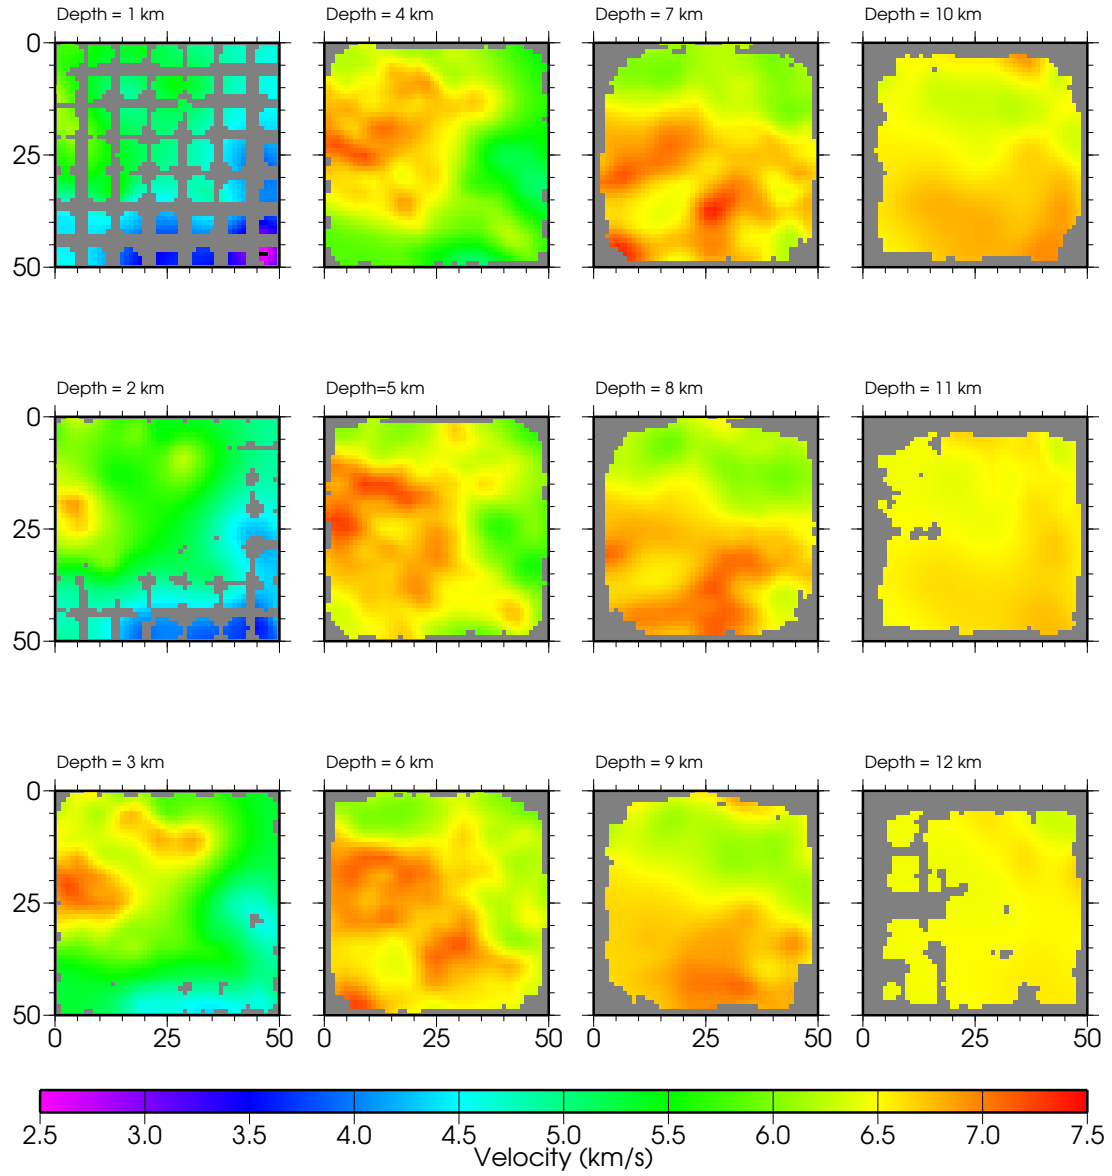 Depth = 1 km
Depth = 4 km
Depth = 7 km
Depth = 10 km
0
25
50
Depth = 2 km
Depth=5 km
Depth = 8 km
Depth = 11 km
0
25
50
Depth = 3 km
Depth = 6 km
Depth = 9 km
Depth = 12 km
0
25
50
0 25 50 0 25 50 0 25 50 0 25 50
2.5 3.0 3.5 4.0 4.5 5.0 5.5 6.0 6.5 7.0 7.5
Velocity (km/s)